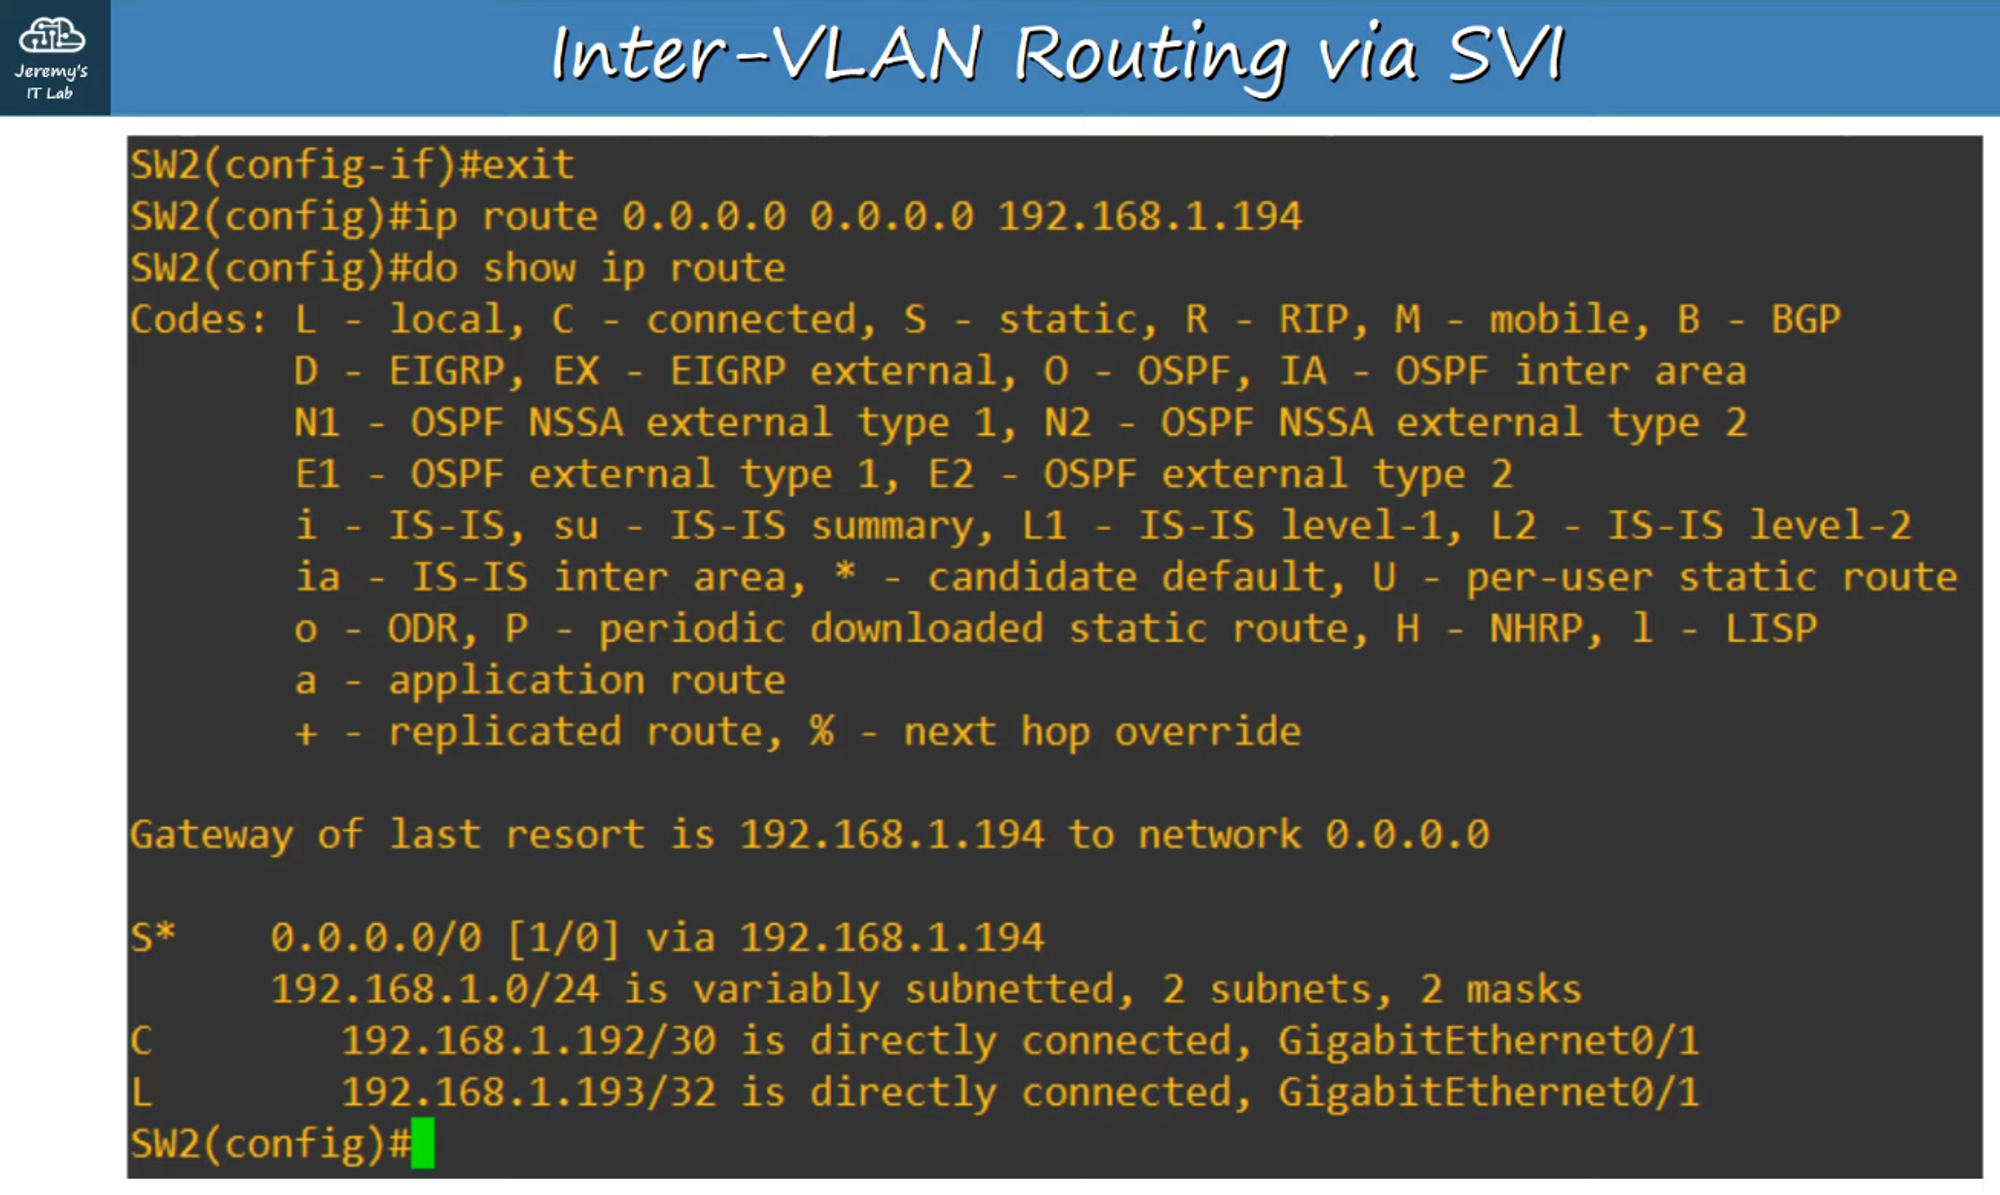 Jeremy's
IT Lab
Inter-VLAN Routing via SVI
SW2(config-if)#exit
SW2(config)#ip route 0.0.0.0 0.0.0.0 192.168.1.194
SW2(config)#do show ip route
Codes: L - local, C - connected, S - static, R - RIP, M - mobile, B - BGP
       D - EIGRP, EX - EIGRP external, O - OSPF, IA - OSPF inter area
       N1 - OSPF NSSA external type 1, N2 - OSPF NSSA external type 2
       E1 - OSPF external type 1, E2 - OSPF external type 2
       i - IS-IS, su - IS-IS summary, L1 - IS-IS level-1, L2 - IS-IS level-2
       ia - IS-IS inter area, * - candidate default, U - per-user static route
       o - ODR, P - periodic downloaded static route, H - NHRP, l - LISP
       a - application route
       + - replicated route, % - next hop override
Gateway of last resort is 192.168.1.194 to network 0.0.0.0
S*    0.0.0.0/0 [1/0] via 192.168.1.194
      192.168.1.0/24 is variably subnetted, 2 subnets, 2 masks
C        192.168.1.192/30 is directly connected, GigabitEthernet0/1
L        192.168.1.193/32 is directly connected, GigabitEthernet0/1
SW2(config)#